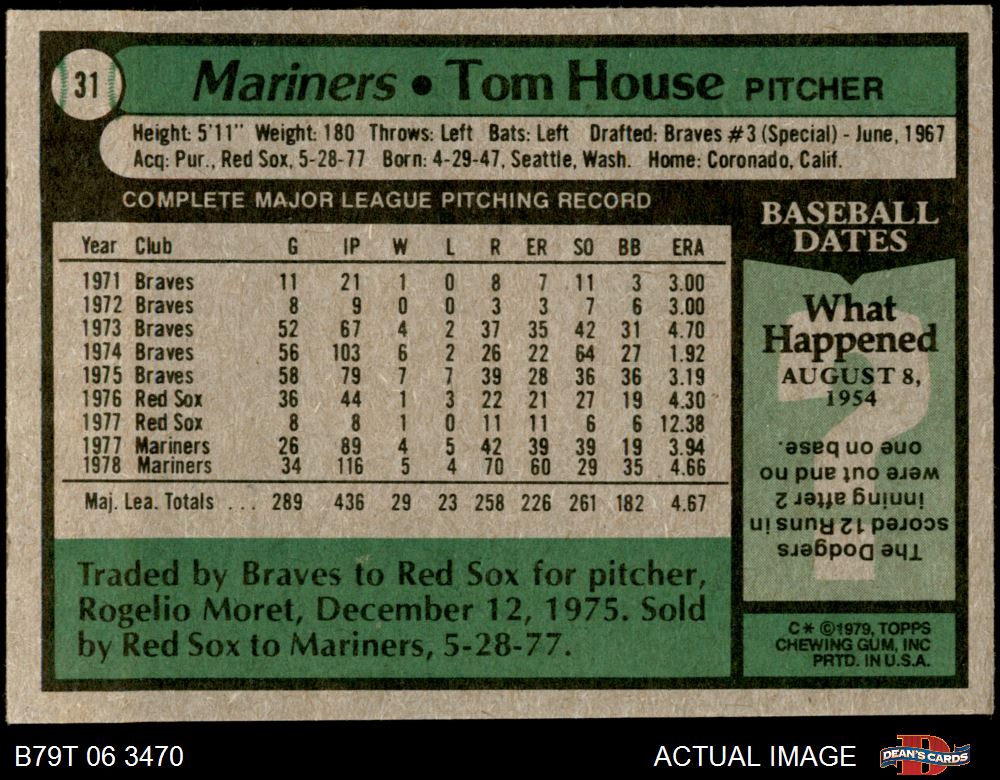 31
Mariners • Tom House PITCHER
Height: 5'11" Weight: 180 Throws: Left Bats: Left Drafted: Braves #3 (Special) - June, 1967
Acq: Pur., Red Sox, 5-28-77 Born: 4-29-47, Seattle, Wash. Home: Coronado, Calif.
COMPLETE MAJOR LEAGUE PITCHING RECORD
Year Club G IP W L R ER SO BB ERA
1971 Braves 11 21 1 0 8 7 11 3 3.00
1972 Braves 8 9 0 0 3 3 7 6 3.00
1973 Braves 52 67 4 2 37 35 42 31 4.70
1974 Braves 56 103 6 2 26 22 64 27 1.92
1975 Braves 58 79 7 7 39 28 36 36 3.19
1976 Red Sox 36 44 1 3 22 21 27 19 4.30
1977 Red Sox 8 8 1 0 11 11 6 6 12.38
1977 Mariners 26 89 4 5 42 39 39 19 3.94
1978 Mariners 34 116 5 4 70 60 29 35 4.66
Maj. Lea. Totals ... 289 436 29 23 258 226 261 182 4.67
Traded by Braves to Red Sox for pitcher,
Rogelio Moret, December 12, 1975. Sold
by Red Sox to Mariners, 5-28-77.
BASEBALL
DATES
What
Happened
AUGUST 8,
1954
The Dodgers
scored 12 Runs in
inning after 2
were out and no
one on base.
C* ©1979, TOPPS
CHEWING GUM, INC
PRTD. IN U.S.A.
B79T 06 3470
ACTUAL IMAGE
D
DEAN'S CARDS